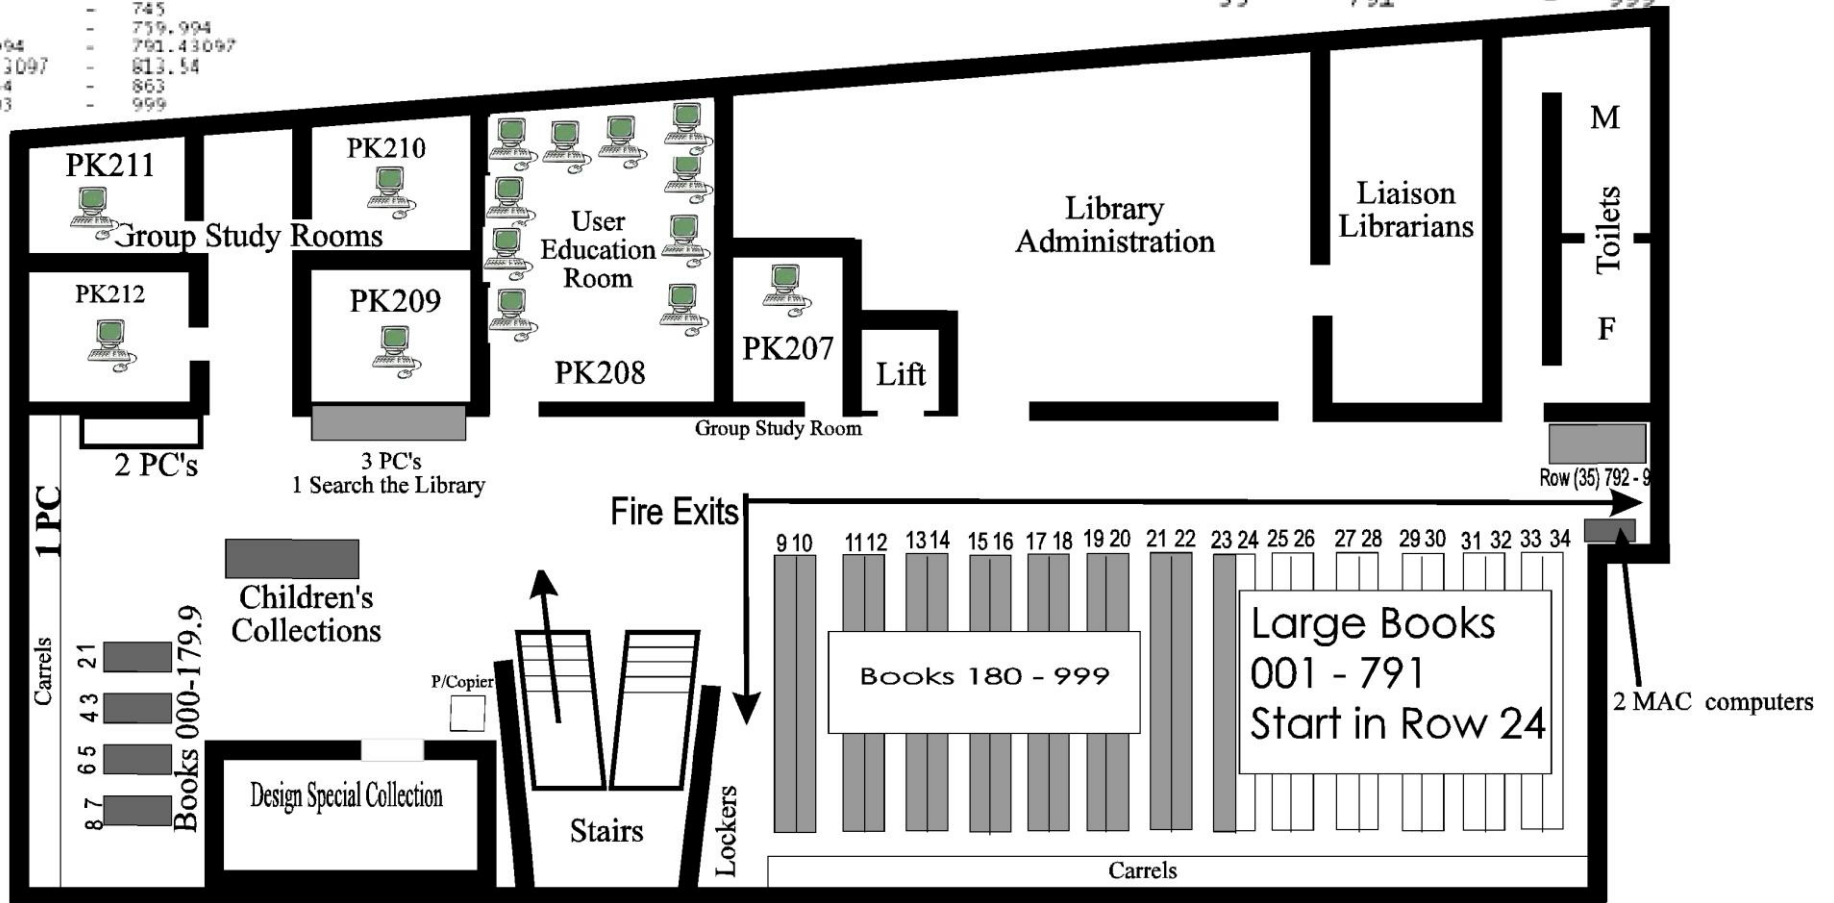 - 745
- 759.994
94 - 791.43097
3097 - 813.54
4 - 863
03 - 999
PK211
PK210
Group Study Rooms
PK212
PK209
User
Education
Room
PK208
PK207
Lift
Library
Administration
Liaison
Librarians
M
Toilets
F
Group Study Room
2 PC's
3 PC's
1 Search the Library
1 PC
Row (35) 792 - 9
Fire Exits
9 10 11 12 13 14 15 16 17 18 19 20 21 22 23 24 25 26 27 28 29 30 31 32 33 34
Children's
Collections
Carrels
2 1
4 3
6 5
8 7
Books 000-179.9
P/Copier
Design Special Collection
Stairs
Lockers
Books 180 - 999
Large Books
001 - 791
Start in Row 24
2 MAC computers
Carrels